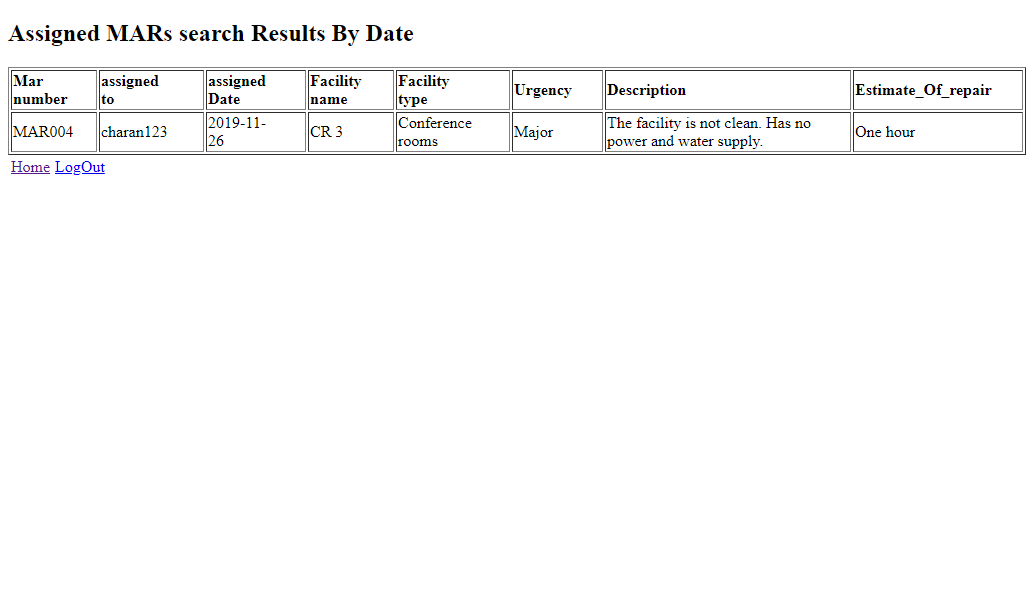 Assigned MARs search Results By Date
Mar number assigned to assigned Date Facility name Facility type Urgency Description Estimate_Of_repair
MAR004 charan123 2019-11-26 CR 3 Conference rooms Major The facility is not clean. Has no power and water supply. One hour
Home LogOut